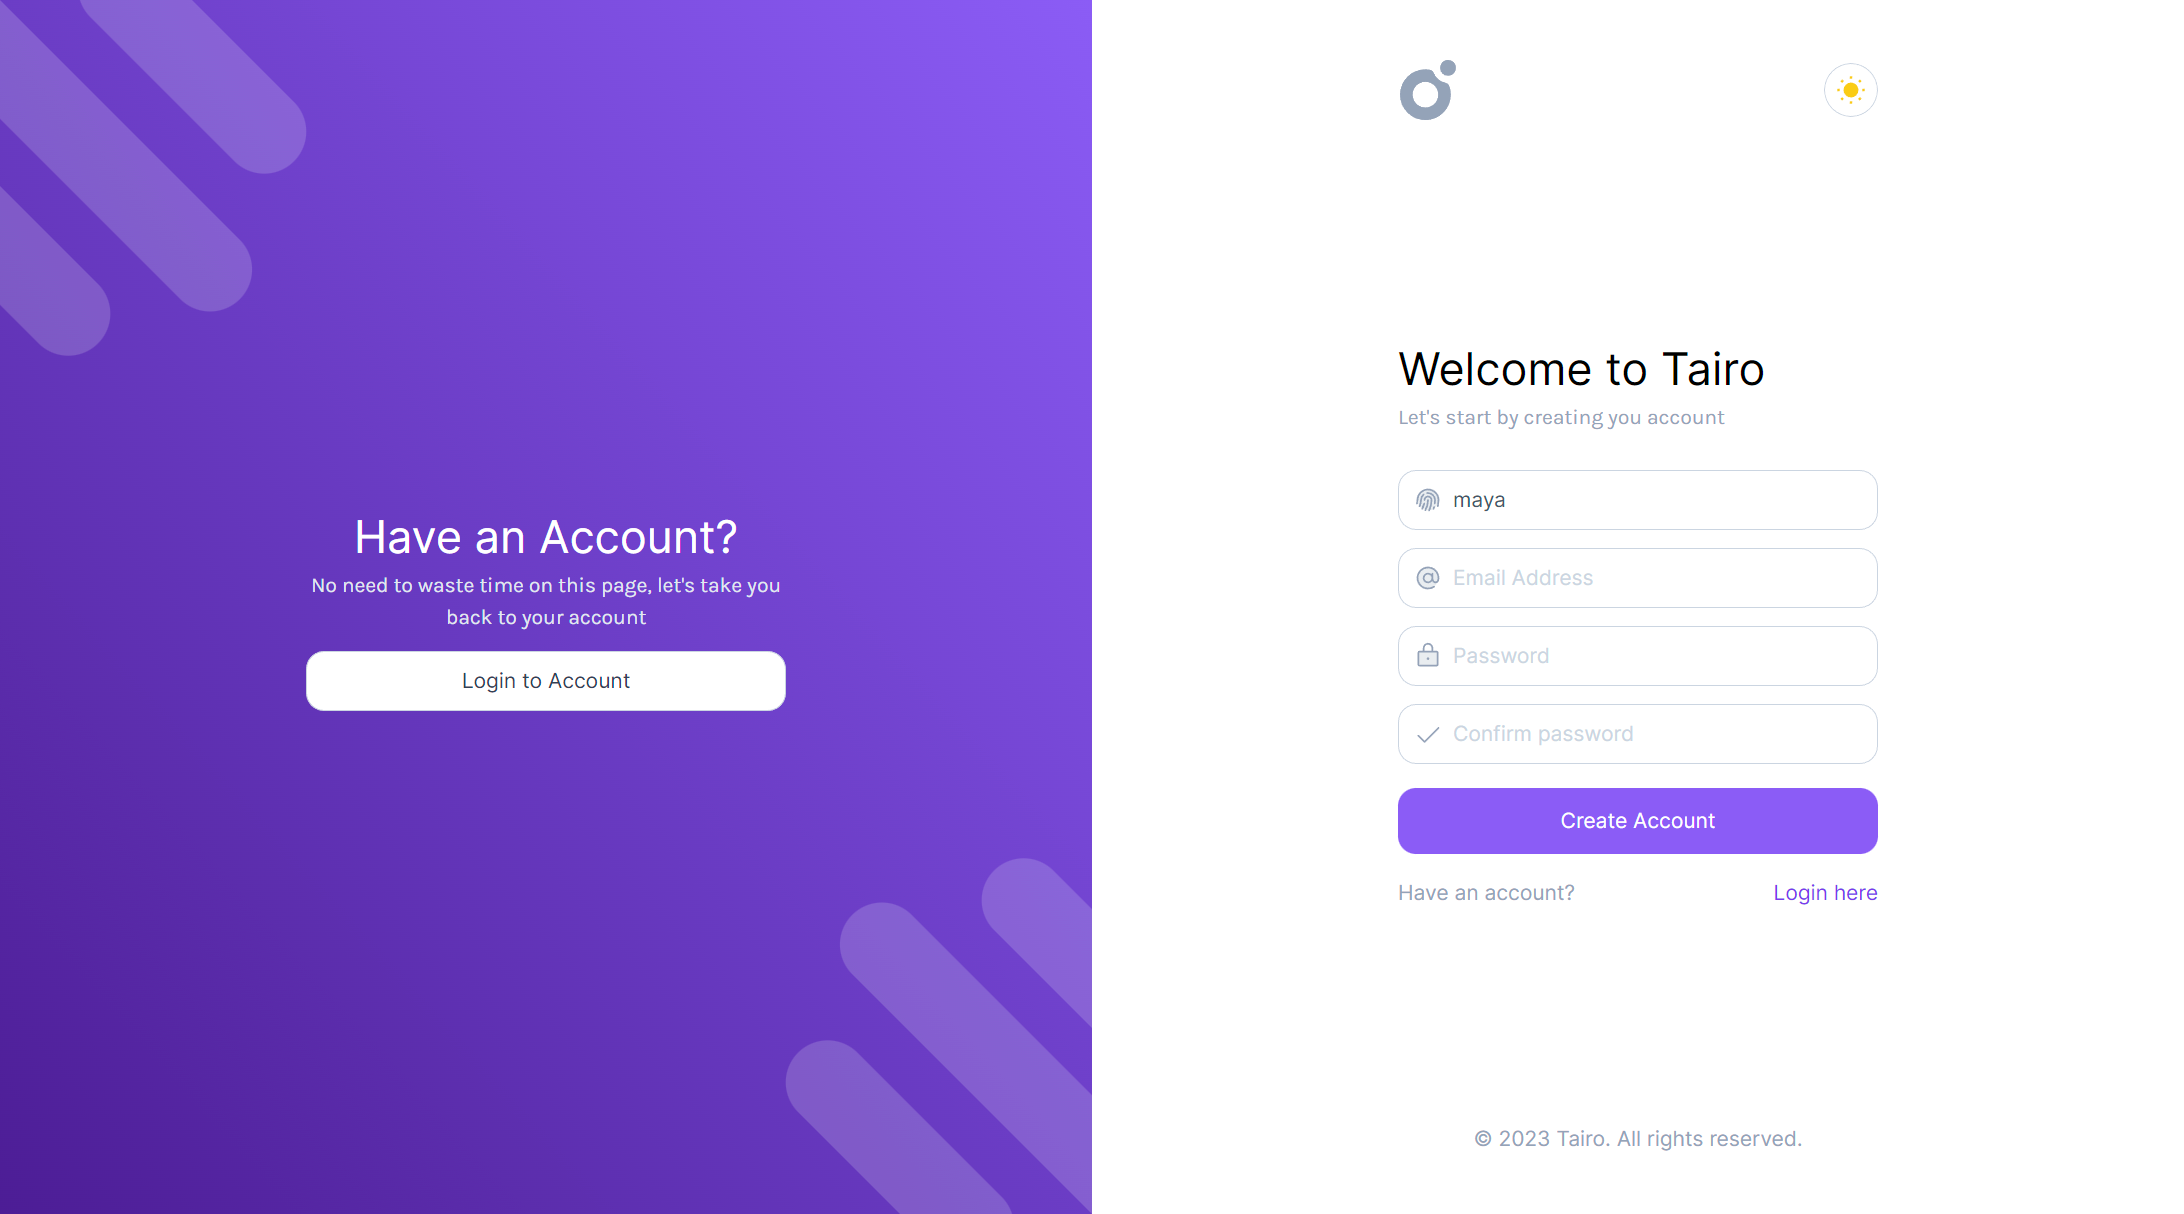 Have an Account?
No need to waste time on this page, let's take you
back to your account
Login to Account
Welcome to Tairo
Let's start by creating you account
maya
Email Address
Password
Confirm password
Create Account
Have an account?
Login here
© 2023 Tairo. All rights reserved.